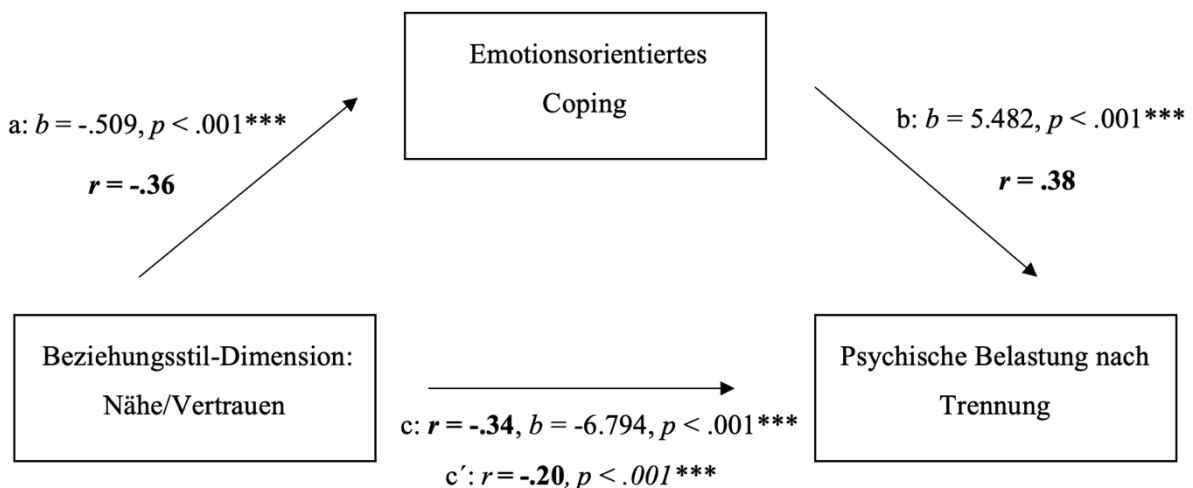 Emotionsorientiertes
Coping
a: b = -.509, p < .001***
r = -.36
b: b = 5.482, p < .001***
r = .38
Beziehungsstil-Dimension:
Nähe/Vertrauen
Psychische Belastung nach
Trennung
c: r = -.34, b = -6.794, p < .001***
c´: r = -.20, p < .001***